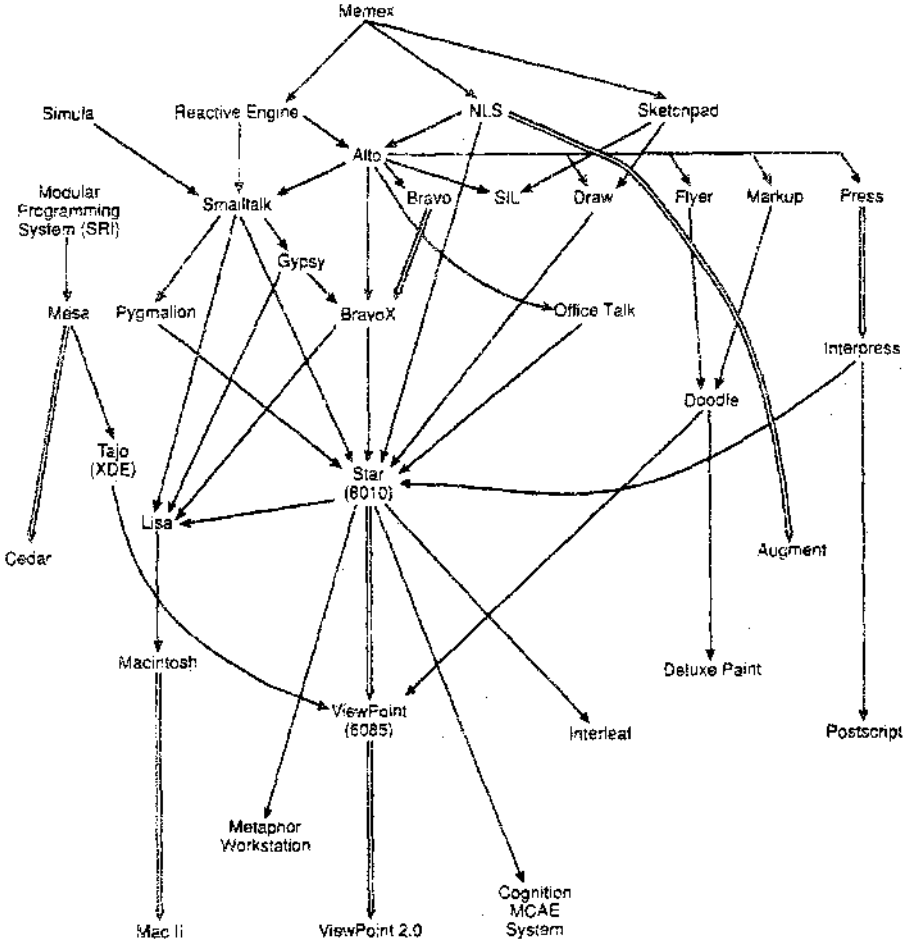 Memex
Simula
Reactive Engine
NLS
Sketchpad
Alto
Modular
Programming
System (SRI)
Smalltalk
Bravo
SIL
Draw
Flyer
Markup
Press
Gypsy
Mesa
Pygmalion
BravoX
Office Talk
Interpress
Doodle
Tajo
(XDE)
Star
(8010)
Lisa
Cedar
Augment
Macintosh
Deluxe Paint
ViewPoint
(6085)
Interleaf
Postscript
Metaphor
Workstation
Cognition
MCAE
System
Mac II
ViewPoint 2.0